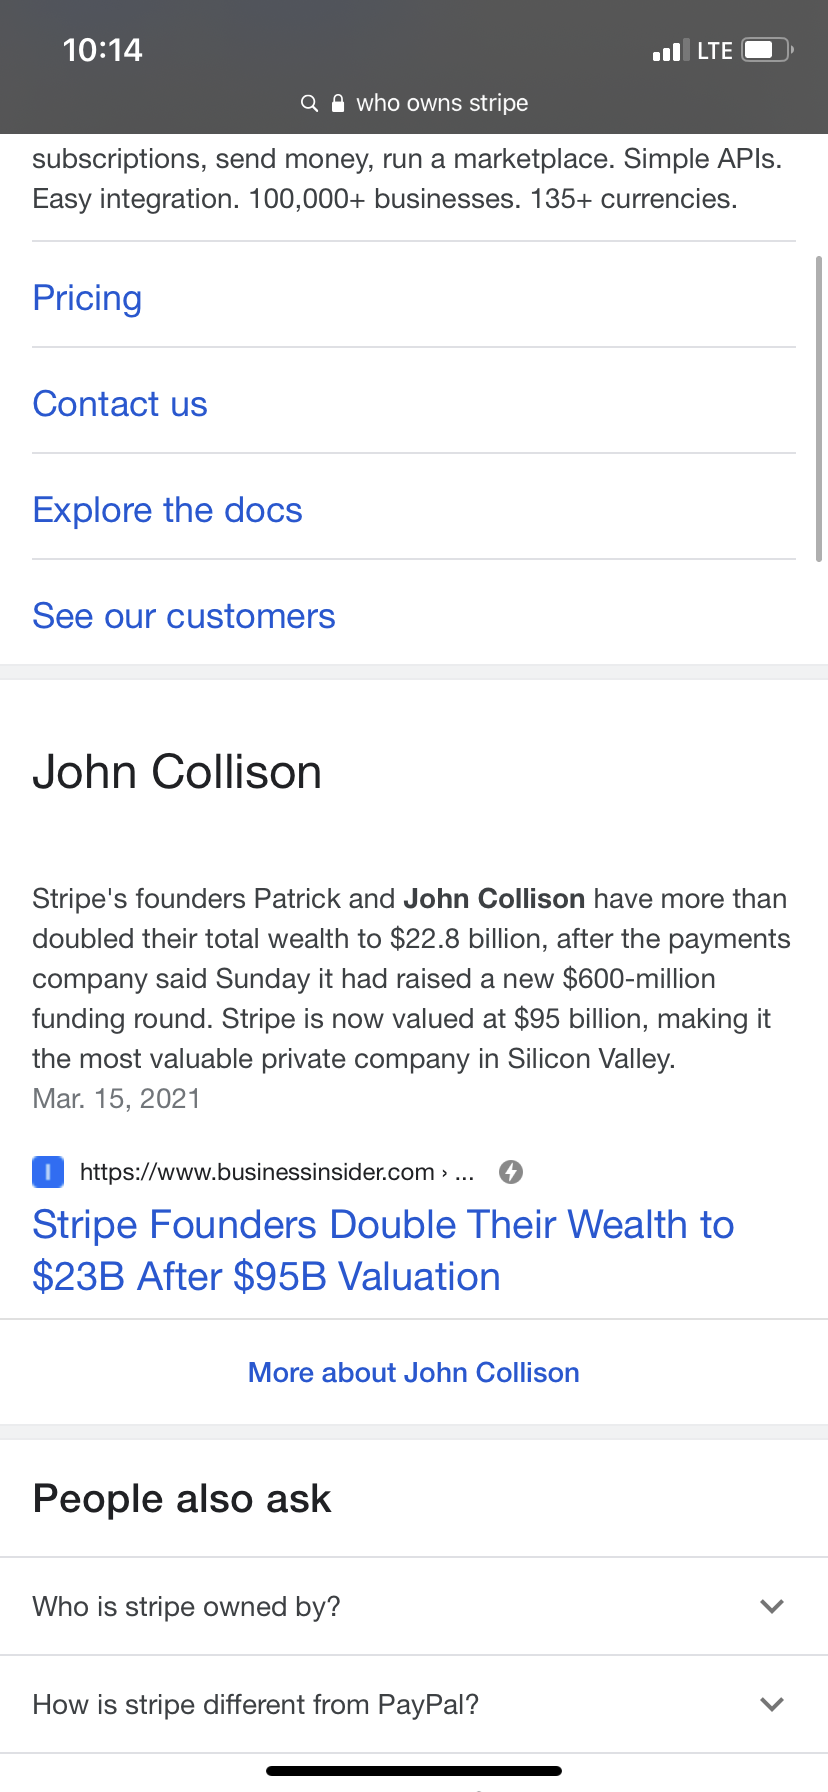 10:14
LTE
who owns stripe
subscriptions, send money, run a marketplace. Simple APIs.
Easy integration. 100,000+ businesses. 135+ currencies.
Pricing
Contact us
Explore the docs
See our customers
John Collison
Stripe's founders Patrick and John Collison have more than
doubled their total wealth to $22.8 billion, after the payments
company said Sunday it had raised a new $600-million
funding round. Stripe is now valued at $95 billion, making it
the most valuable private company in Silicon Valley.
Mar. 15, 2021
https://www.businessinsider.com › ...
Stripe Founders Double Their Wealth to
$23B After $95B Valuation
More about John Collison
People also ask
Who is stripe owned by?
How is stripe different from PayPal?